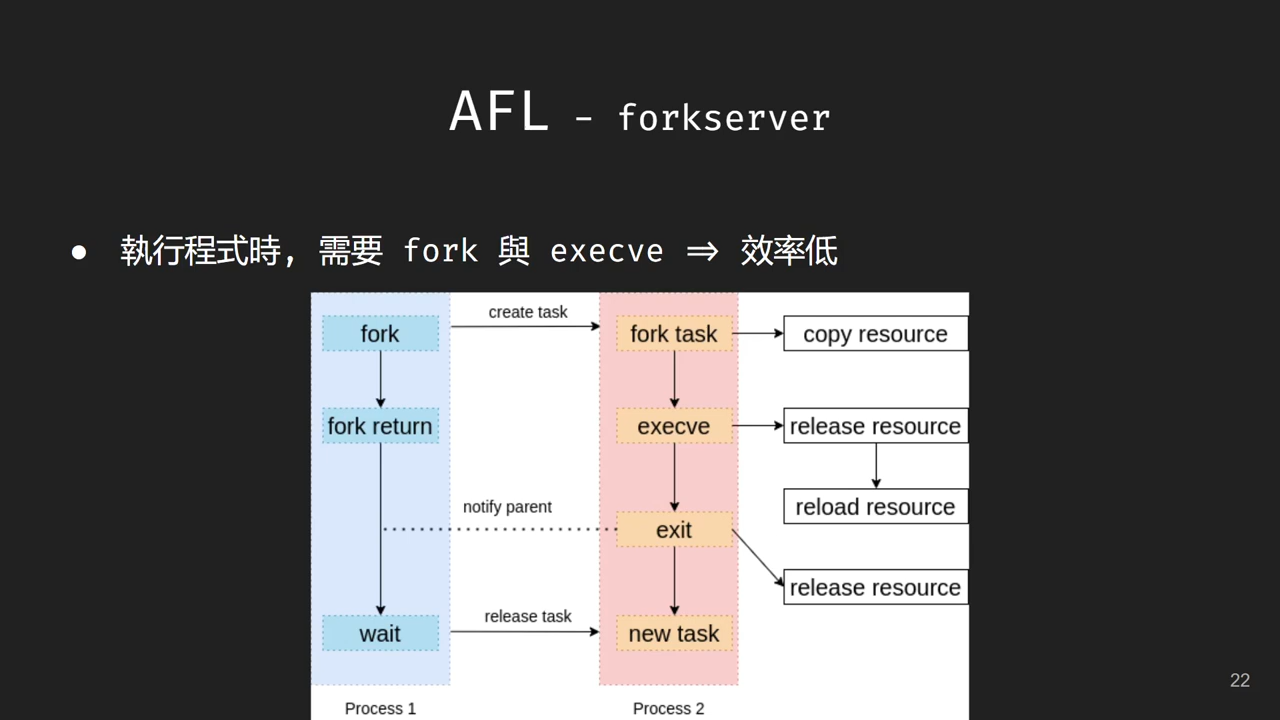 AFL - forkserver
● 執行程式時, 需要 fork 與 execve ⇒ 效率低
create task
fork
fork task
copy resource
fork return
execve
release resource
reload resource
notify parent
exit
release resource
release task
wait
new task
Process 1
Process 2
22